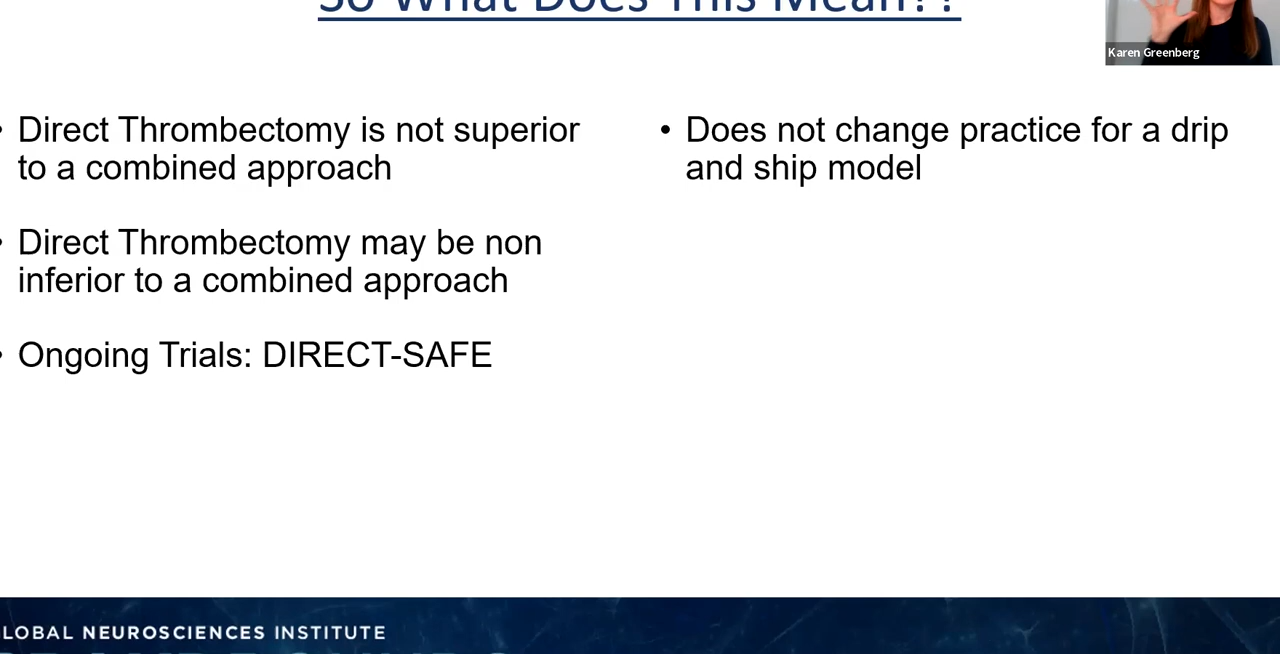 So What Does This Mean??
Karen Greenberg
• Direct Thrombectomy is not superior
to a combined approach
• Direct Thrombectomy may be non
inferior to a combined approach
• Ongoing Trials: DIRECT-SAFE
• Does not change practice for a drip
and ship model
LOBAL NEUROSCIENCES INSTITUTE